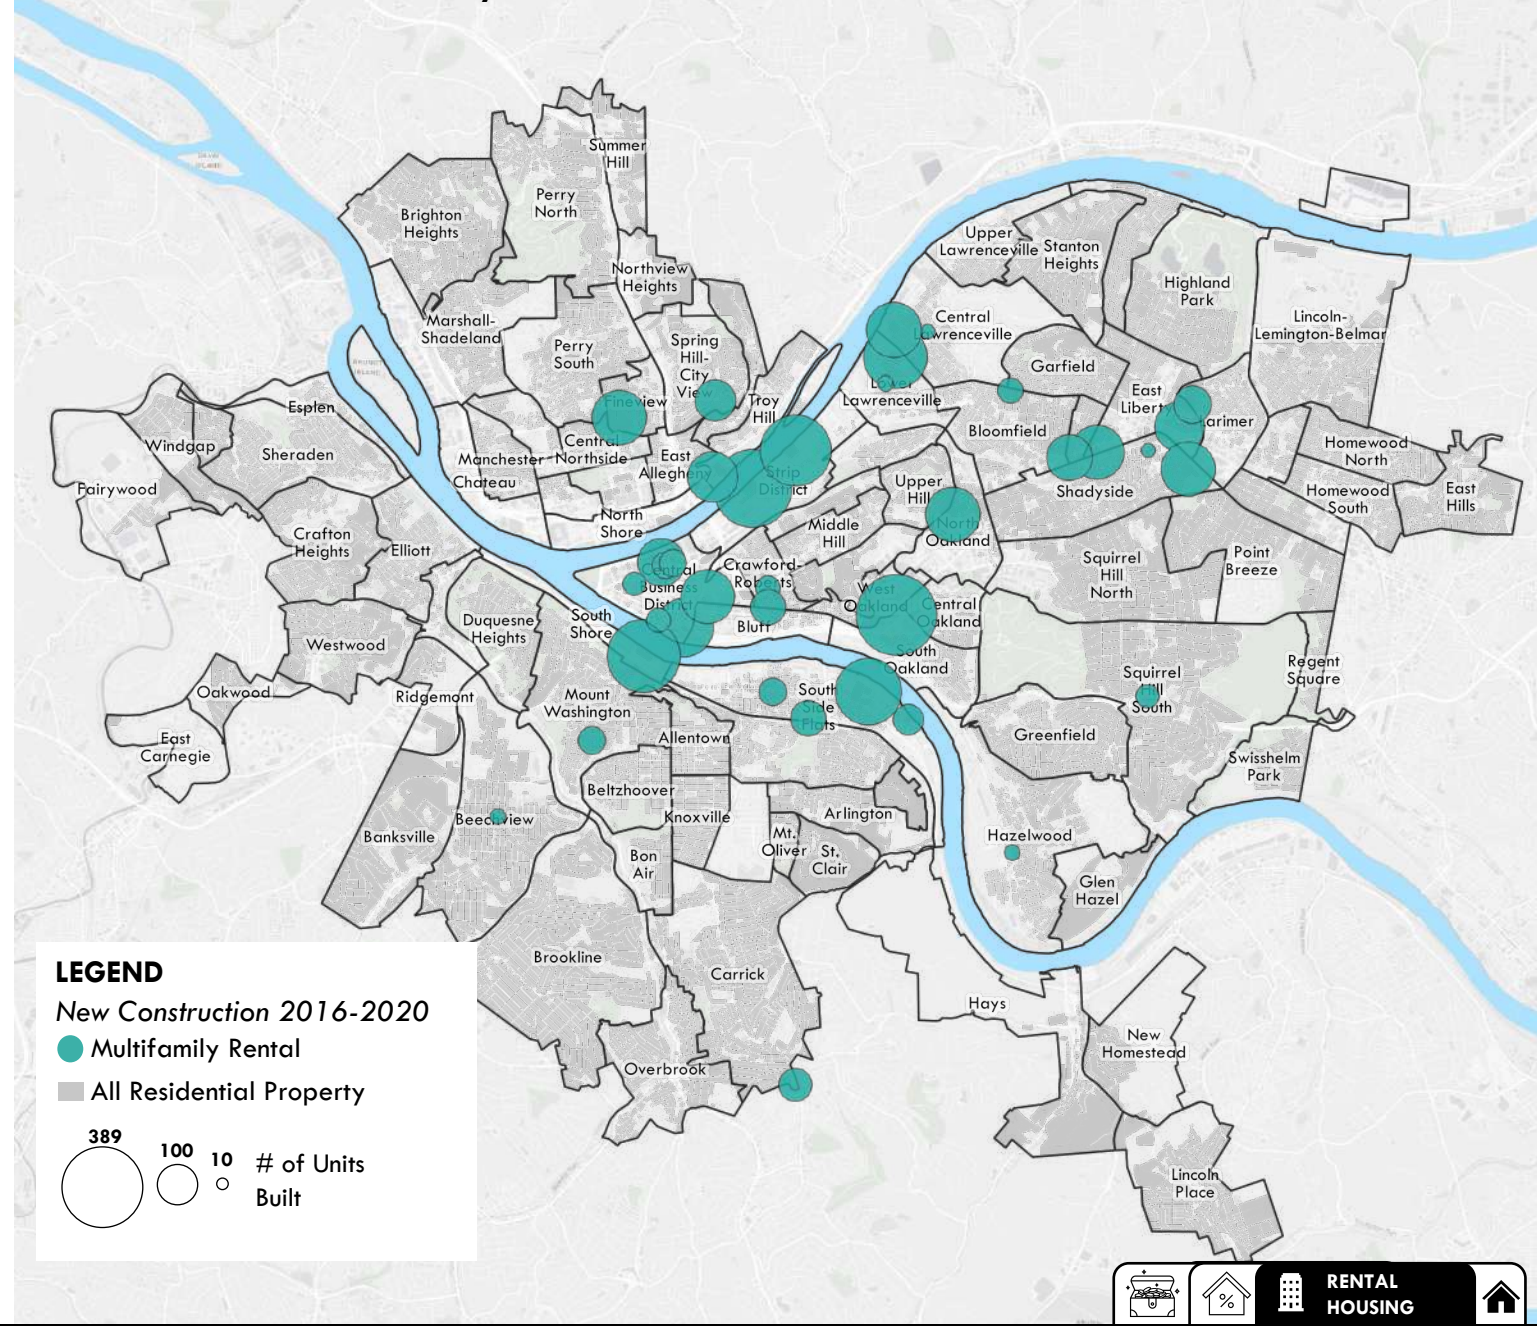 Summer
Hill
Perry
North
Brighton
Heights
Upper
Lawrenceville
Stanton
Heights
Northview
Heights
Highland
Park
Marshall-
Shadeland
Central
Lawrenceville
Lincoln-
Lemington-Belmar
Perry
South
Spring
Hill-
City
View
Garfield
Lower
Lawrenceville
East
Liberty
Fineview
Troy
Hill
Esplen
Larimer
Bloomfield
Windgap
Sheraden
Central
Northside
Manchester
East
Allegheny
Homewood
North
Chateau
Strip
District
Fairywood
Upper
Hill
Shadyside
Homewood
South
East
Hills
North
Shore
Middle
Hill
North
Oakland
Crafton
Heights
Elliott
Squirrel
Hill
North
Point
Breeze
Central
Business
District
Crawford-
Roberts
West
Oakland
Central
Oakland
South
Shore
Bluff
Duquesne
Heights
Westwood
South
Oakland
Regent
Square
Squirrel
Hill
South
Oakwood
Ridgemont
Mount
Washington
South
Side
Flats
East
Carnegie
Allentown
Greenfield
Swisshelm
Park
Beltzhoover
Beechview
Knoxville
Arlington
Banksville
Mt.
Oliver
St.
Clair
Hazelwood
Bon
Air
Glen
Hazel
Brookline
Carrick
Hays
New
Homestead
Overbrook
Lincoln
Place
LEGEND
New Construction 2016-2020
Multifamily Rental
All Residential Property
389
100
10
# of Units
Built
%
RENTAL
HOUSING